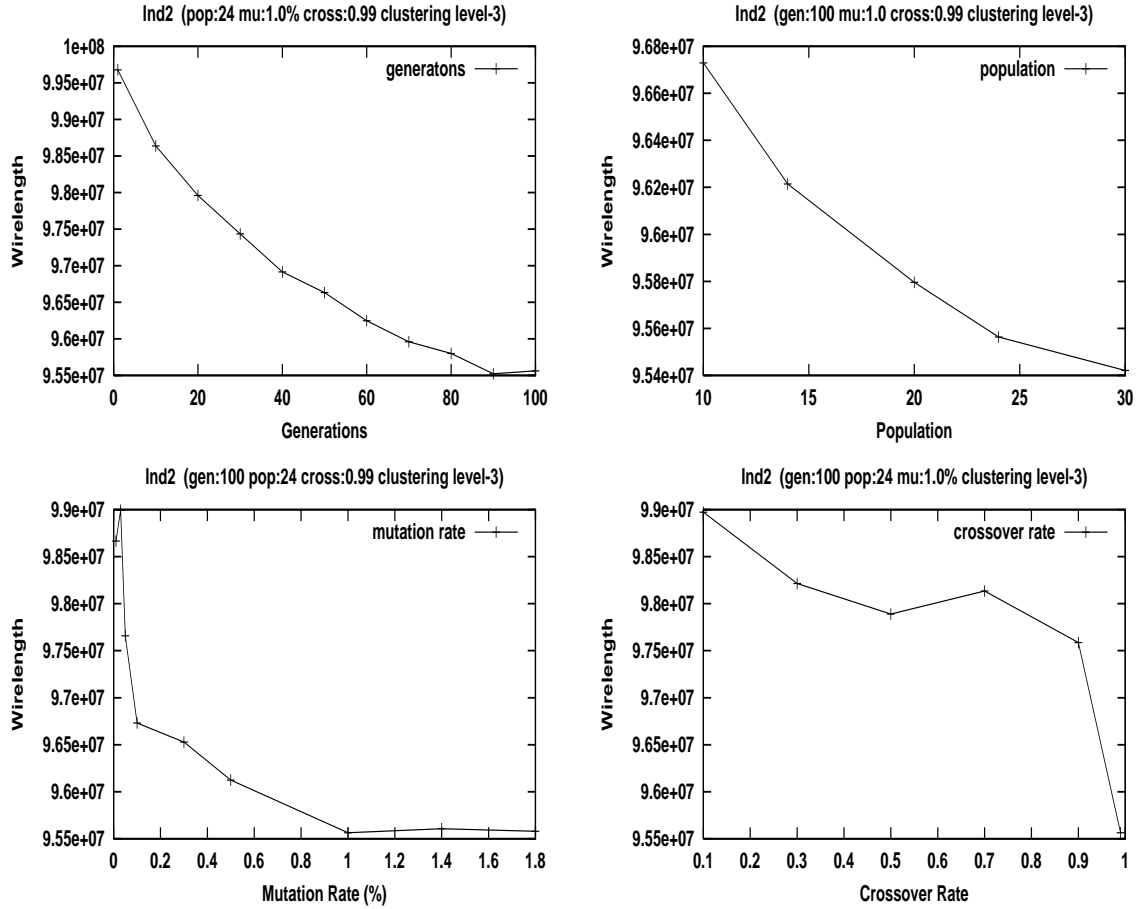 Ind2 (pop:24 mu:1.0% cross:0.99 clustering level-3)
generatons
Wirelength
1e+08
9.95e+07
9.9e+07
9.85e+07
9.8e+07
9.75e+07
9.7e+07
9.65e+07
9.6e+07
9.55e+07
0 20 40 60 80 100
Generations
Ind2 (gen:100 mu:1.0 cross:0.99 clustering level-3)
population
Wirelength
9.68e+07
9.66e+07
9.64e+07
9.62e+07
9.6e+07
9.58e+07
9.56e+07
9.54e+07
10 15 20 25 30
Population
Ind2 (gen:100 pop:24 cross:0.99 clustering level-3)
mutation rate
Wirelength
9.9e+07
9.85e+07
9.8e+07
9.75e+07
9.7e+07
9.65e+07
9.6e+07
9.55e+07
0 0.2 0.4 0.6 0.8 1 1.2 1.4 1.6 1.8
Mutation Rate (%)
Ind2 (gen:100 pop:24 mu:1.0% clustering level-3)
crossover rate
Wirelength
9.9e+07
9.85e+07
9.8e+07
9.75e+07
9.7e+07
9.65e+07
9.6e+07
9.55e+07
0.1 0.2 0.3 0.4 0.5 0.6 0.7 0.8 0.9 1
Crossover Rate